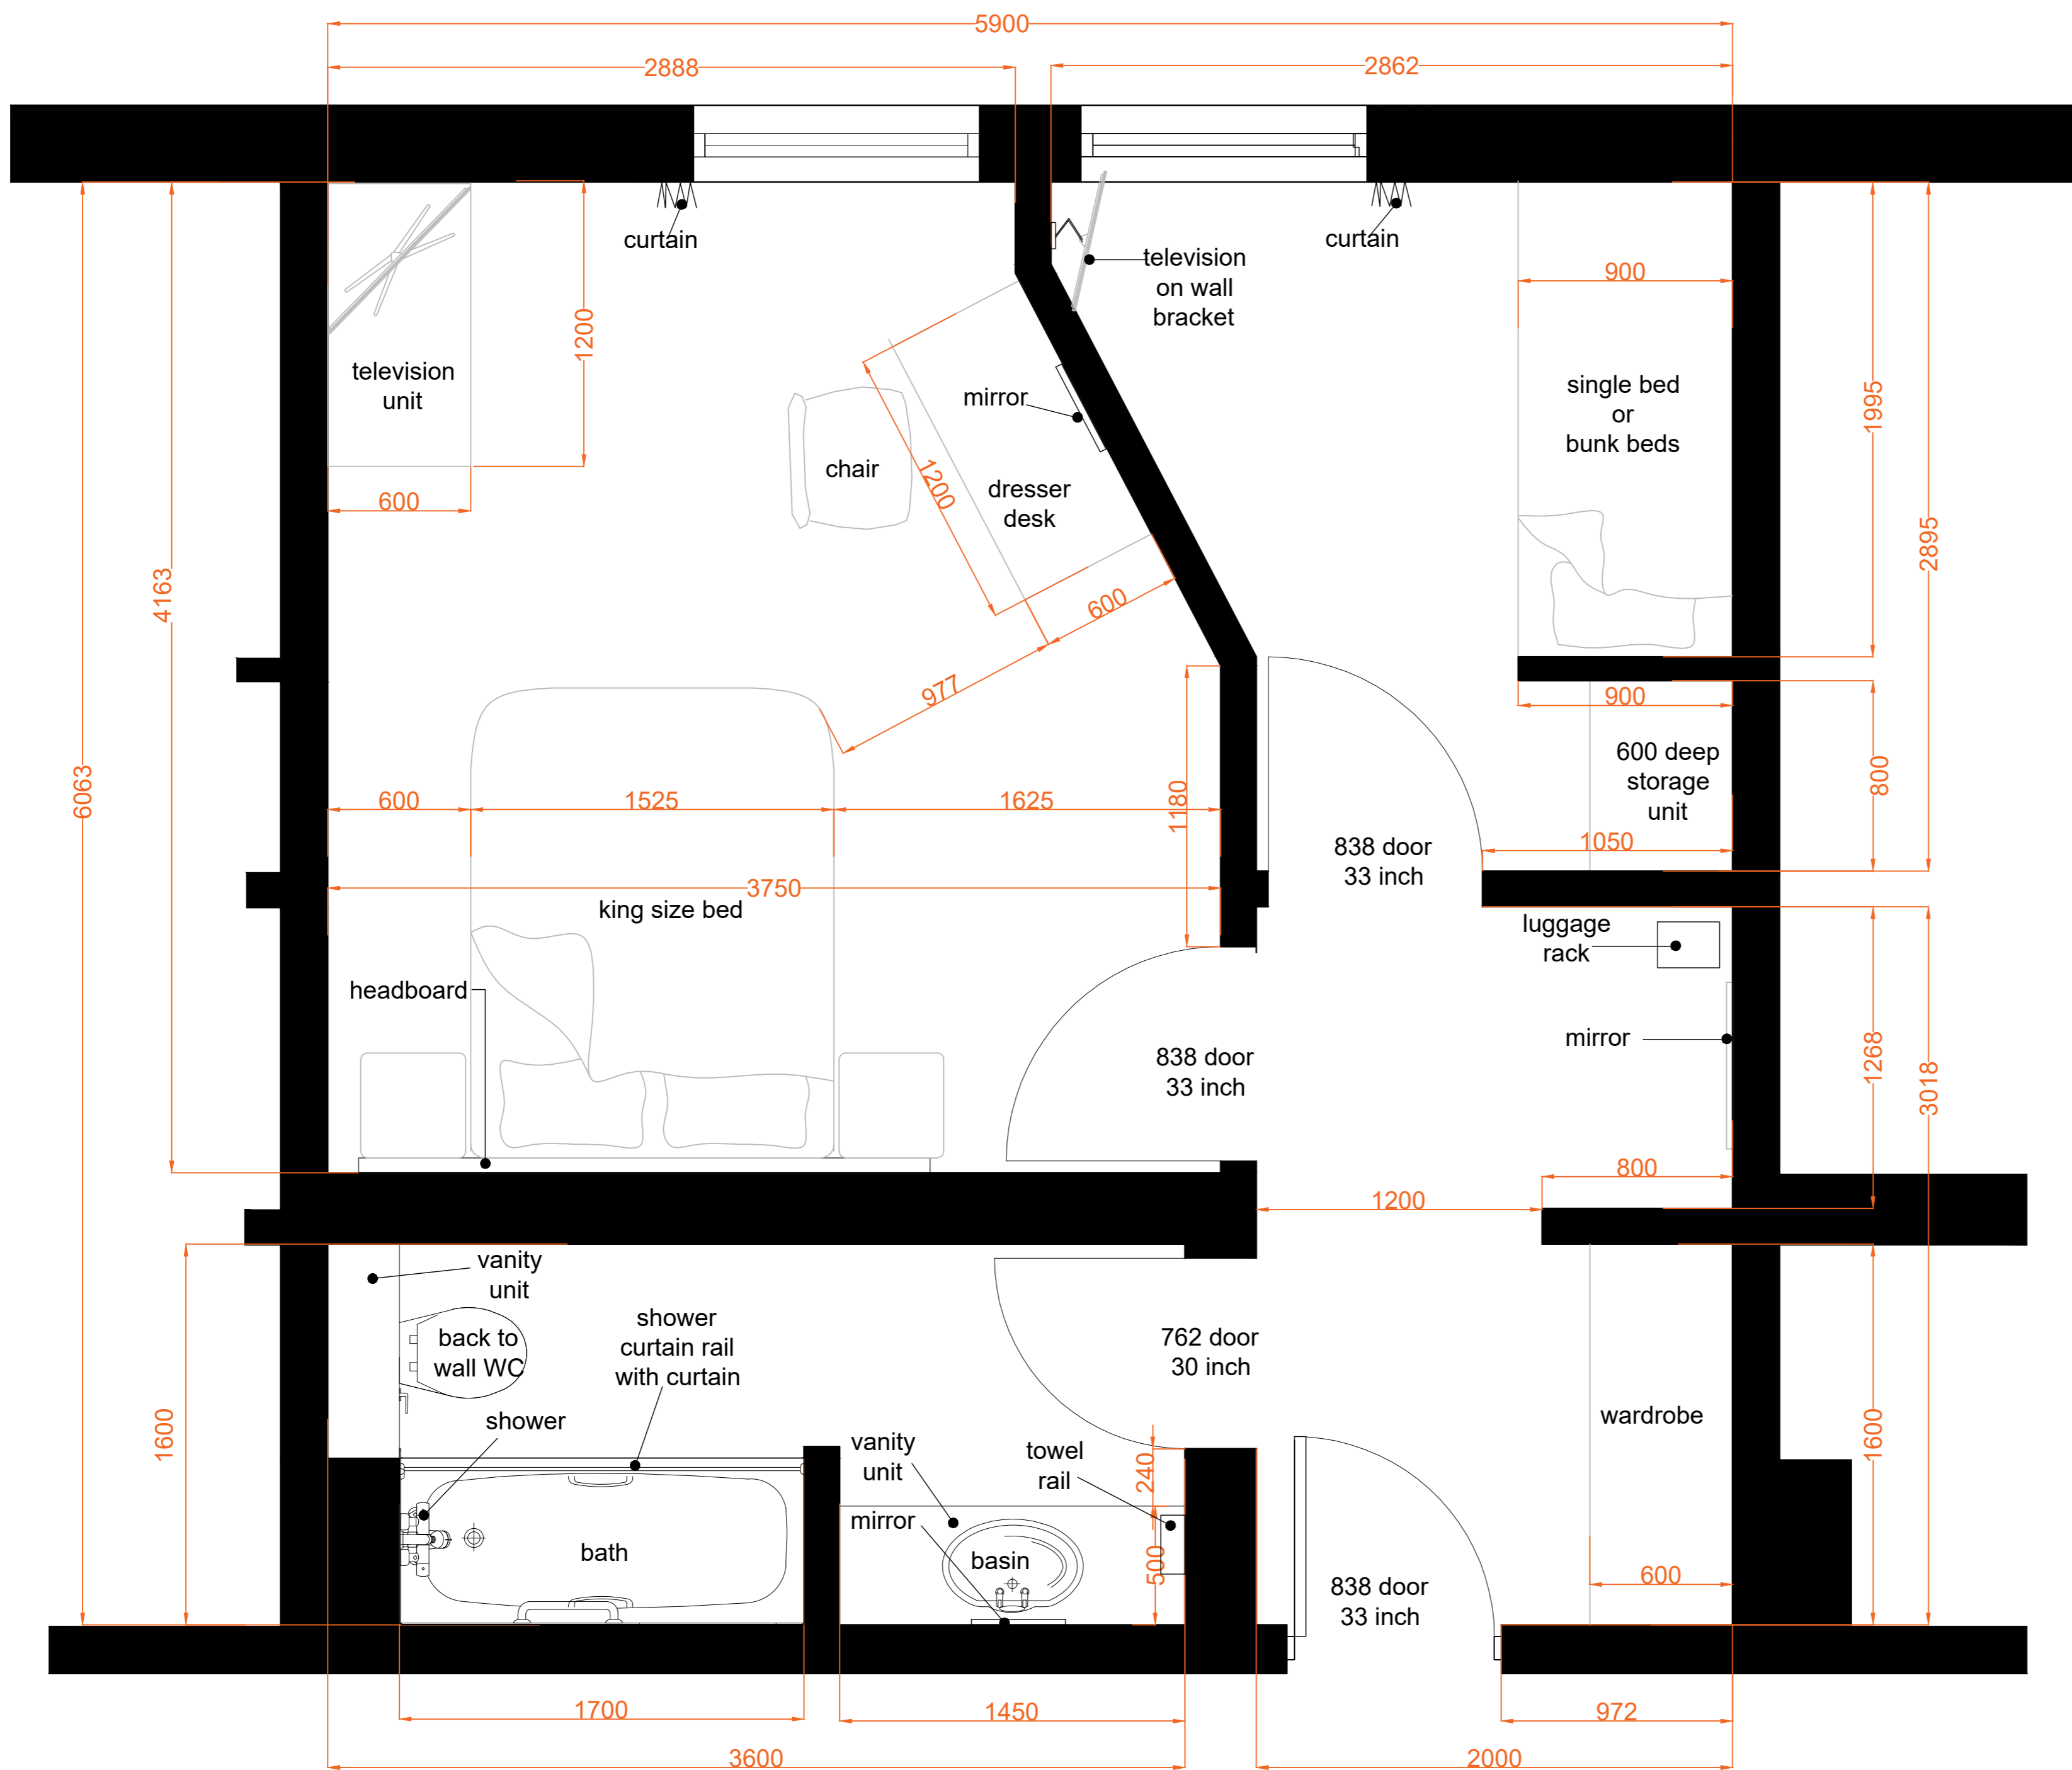 5900
2888
2862
curtain
curtain
television
on wall
bracket
900
1200
television
unit
mirror
single bed
or
bunk beds
1995
chair
1200
dresser
desk
600
2895
4163
600
977
900
6063
600
1525
1625
1180
600 deep
storage
unit
800
1050
838 door
33 inch
3750
king size bed
luggage
rack
headboard
mirror
838 door
33 inch
1268
3018
800
1200
vanity
unit
back to
wall WC
shower
curtain rail
with curtain
762 door
30 inch
shower
wardrobe
1600
1600
vanity
unit
towel
rail
240
mirror
bath
basin
500
838 door
33 inch
600
1700
1450
972
3600
2000